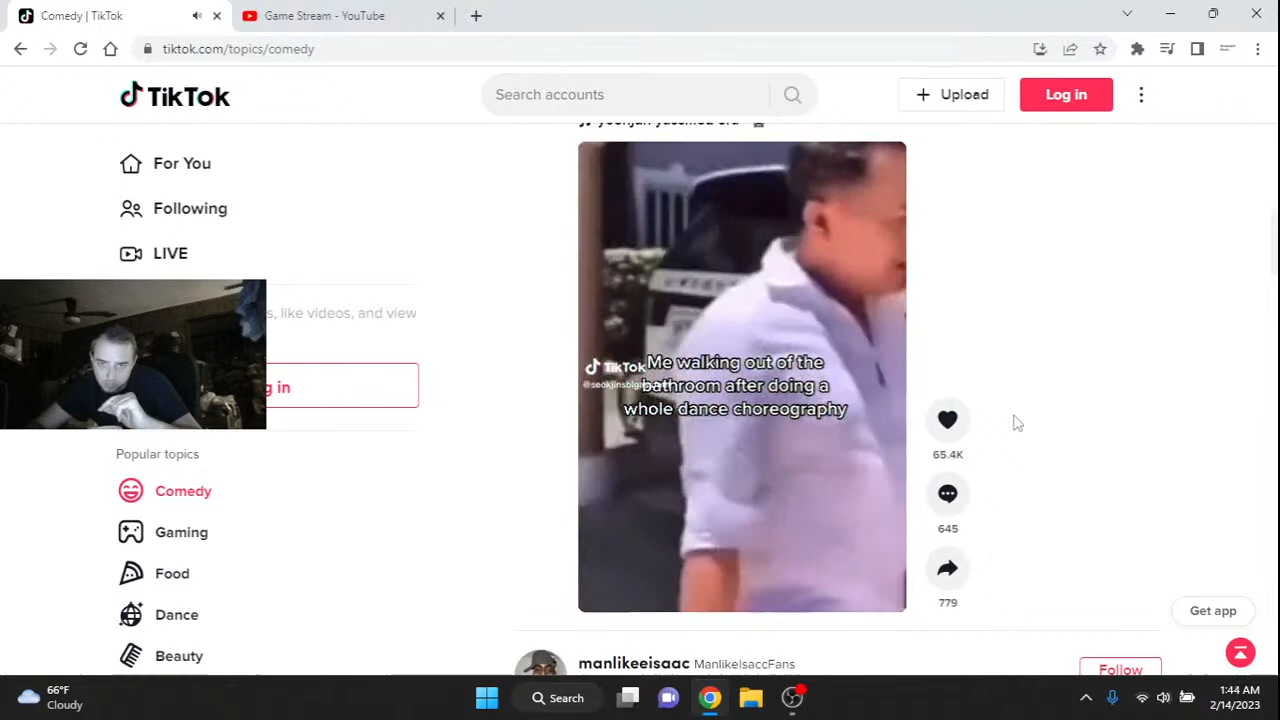 Comedy | TikTok
Game Stream - YouTube
tiktok.com/topics/comedy
TikTok
Search accounts
Upload
Log in
For You
Following
LIVE
s, like videos, and view
g in
Popular topics
Comedy
Gaming
Food
Dance
Beauty
TikTok
Me walking out of the
bathroom after doing a
whole dance choreography
65.4K
645
779
manlikeeisaac ManlikeIsaccFans
Follow
Get app
66°F
Cloudy
Search
1:44 AM
2/14/2023